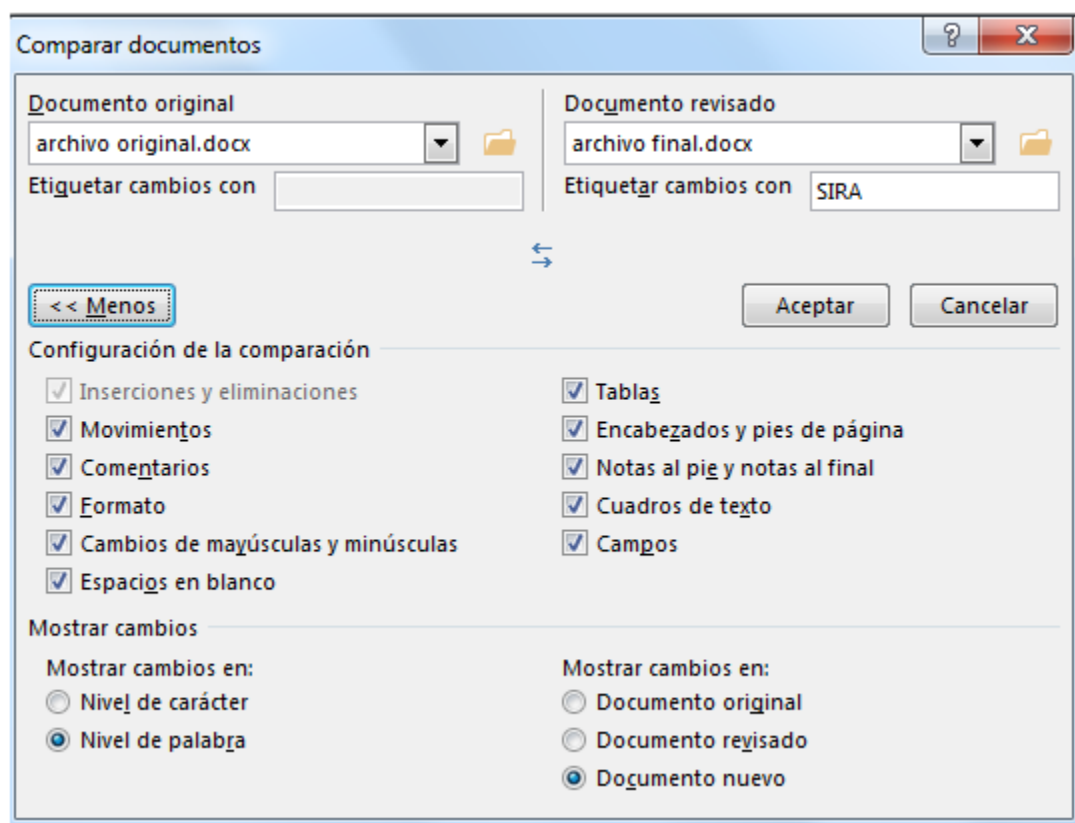 Comparar documentos
Documento original
archivo original.docx
Etiquetar cambios con
Documento revisado
archivo final.docx
Etiquetar cambios con SIRA
<< Menos
Aceptar
Cancelar
Configuración de la comparación
Inserciones y eliminaciones
Movimientos
Comentarios
Formato
Cambios de mayúsculas y minúsculas
Espacios en blanco
Tablas
Encabezados y pies de página
Notas al pie y notas al final
Cuadros de texto
Campos
Mostrar cambios
Mostrar cambios en:
Nivel de carácter
Nivel de palabra
Mostrar cambios en:
Documento original
Documento revisado
Documento nuevo